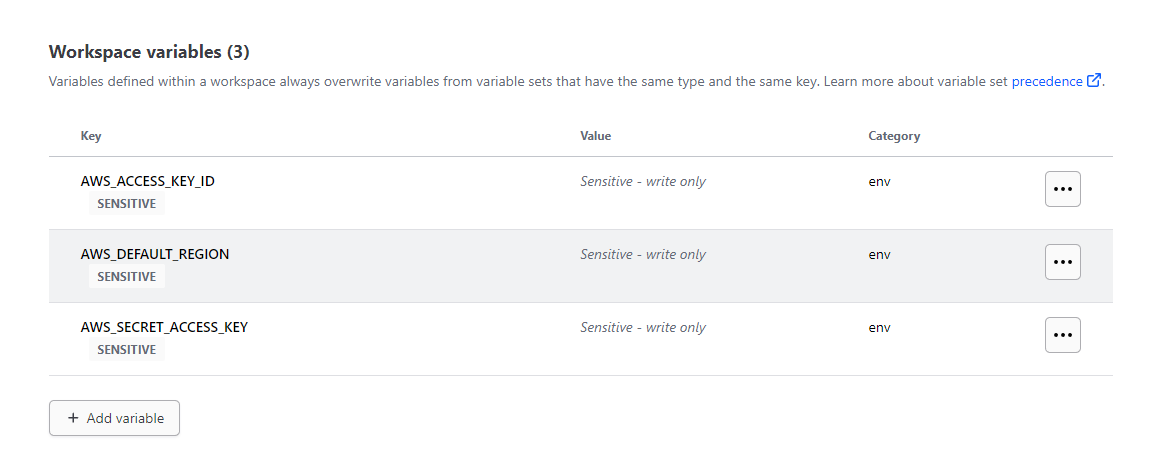 Workspace variables (3)
Variables defined within a workspace always overwrite variables from variable sets that have the same type and the same key. Learn more about variable set precedence.
Key Value Category
AWS_ACCESS_KEY_ID Sensitive - write only env
SENSITIVE
AWS_DEFAULT_REGION Sensitive - write only env
SENSITIVE
AWS_SECRET_ACCESS_KEY Sensitive - write only env
SENSITIVE
+ Add variable